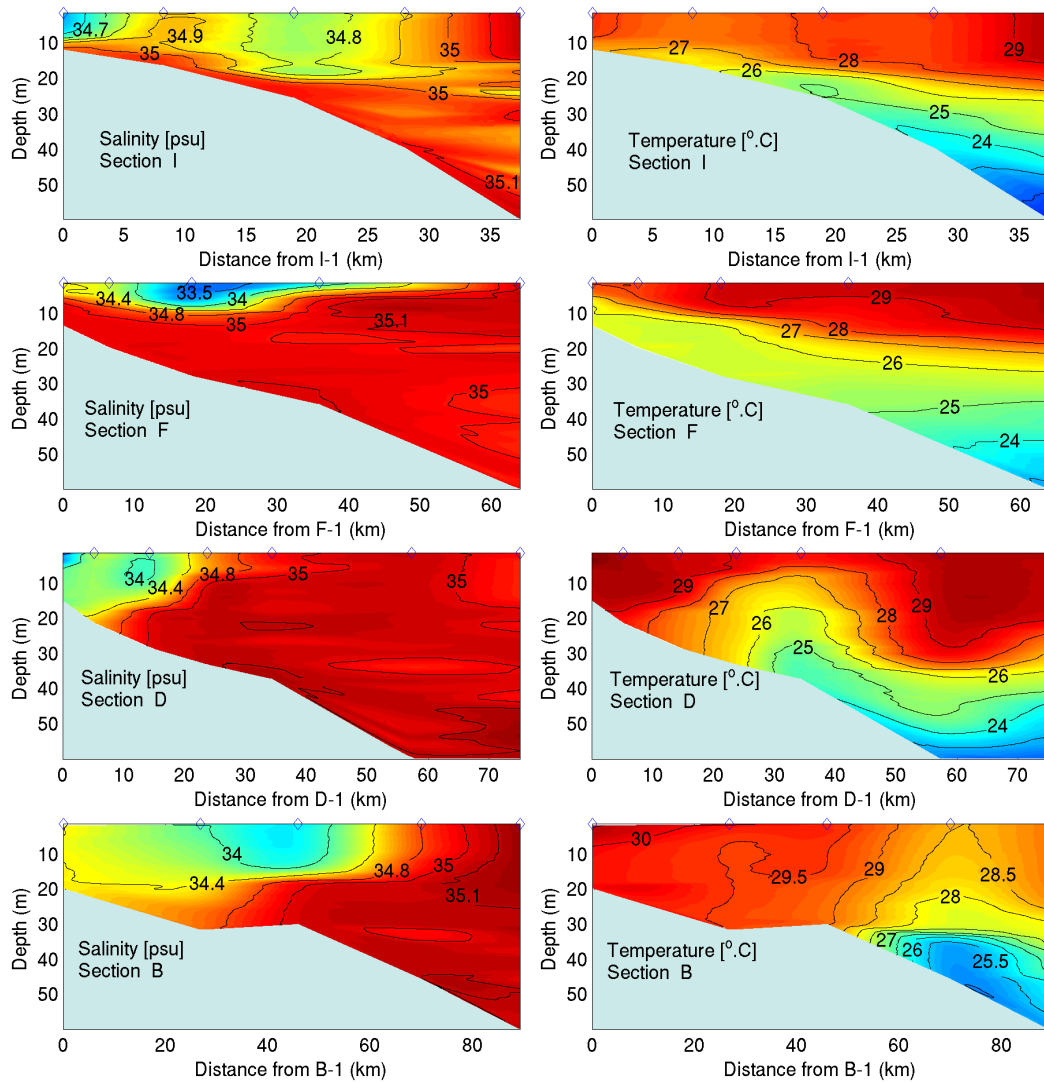 34.7
34.9
34.8
35
35
35
35.1
10
20
30
40
50
Depth (m)
Salinity [psu]
Section I
0 5 10 15 20 25 30 35
Distance from I-1 (km)
27
28
29
26
25
24
10
20
30
40
50
Depth (m)
Temperature [o.C]
Section I
0 5 10 15 20 25 30 35
Distance from I-1 (km)
34.4
33.5
34
34.8
35
35.1
35
10
20
30
40
50
Depth (m)
Salinity [psu]
Section F
0 10 20 30 40 50 60
Distance from F-1 (km)
29
27
28
26
25
24
10
20
30
40
50
Depth (m)
Temperature [o.C]
Section F
0 10 20 30 40 50 60
Distance from F-1 (km)
34
34.4
34.8
35
35
10
20
30
40
50
Depth (m)
Salinity [psu]
Section D
0 10 20 30 40 50 60 70
Distance from D-1 (km)
29
27
26
25
28
29
26
24
10
20
30
40
50
Depth (m)
Temperature [o.C]
Section D
0 10 20 30 40 50 60 70
Distance from D-1 (km)
34
34.4
34.8
35
35.1
10
20
30
40
50
Depth (m)
Salinity [psu]
Section B
0 20 40 60 80
Distance from B-1 (km)
30
29.5
29
28.5
28
27
26
25.5
10
20
30
40
50
Depth (m)
Temperature [o.C]
Section B
0 20 40 60 80
Distance from B-1 (km)